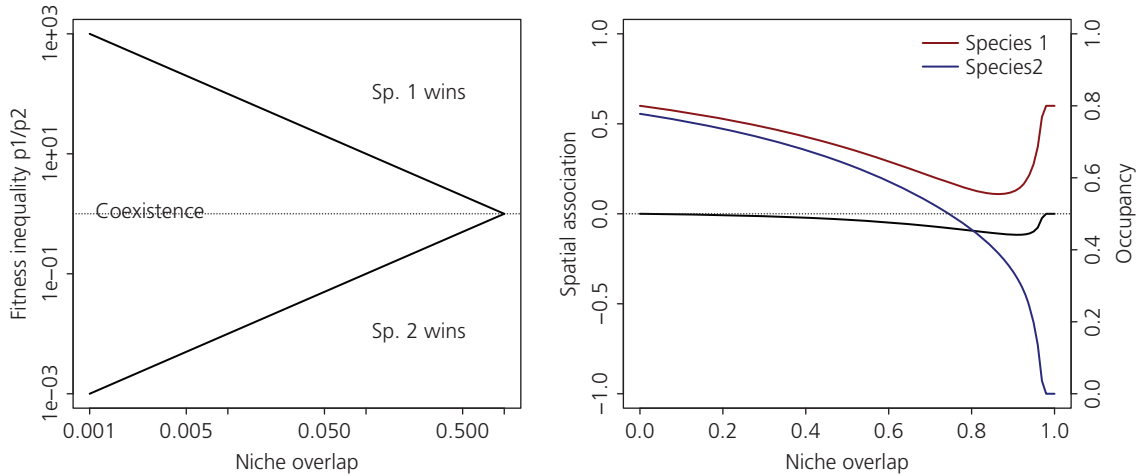 Fitness inequality p1/p2
1e+03
1e+01
1e−01
1e−03
Sp. 1 wins
Coexistence
Sp. 2 wins
0.001
0.005
0.050
0.500
Niche overlap
Spatial association
1.0
0.5
0.0
−0.5
−1.0
Species 1
Species2
1.0
0.8
0.6
0.4
0.2
0.0
Occupancy
0.0
0.2
0.4
0.6
0.8
1.0
Niche overlap